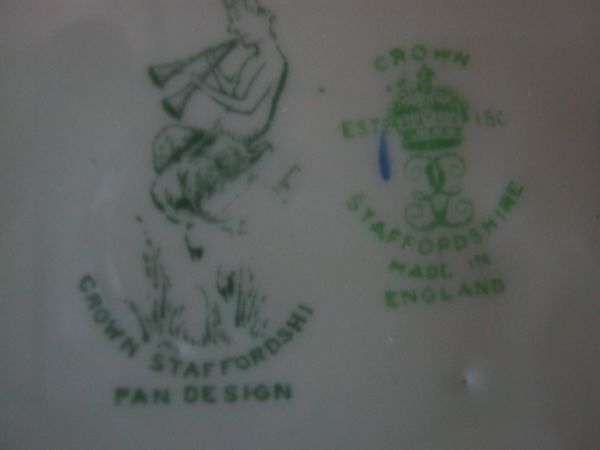 CROWN STAFFORDSHI
PAN DESIGN
CROWN
EST 180
STAFFORDSHIRE
MADE IN
ENGLAND